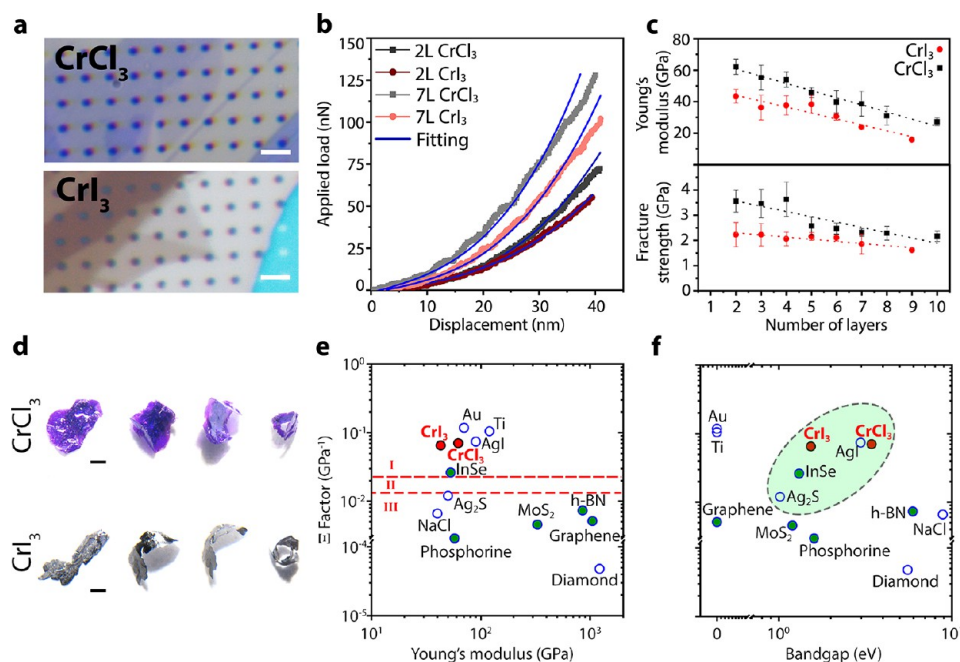 a
CrCl3
CrI3
b
150
125
100
75
50
25
0
Applied load (nN)
2L CrCl3
2L CrI3
7L CrCl3
7L CrI3
Fitting
0 10 20 30 40
Displacement (nm)
c
Young's
modulus (GPa)
80
60
40
20
CrI3
CrCl3
Fracture
strength (GPa)
4
3
2
1
0
1 2 3 4 5 6 7 8 9 10
Number of layers
d
CrCl3
CrI3
e
Ξ Factor (GPa-1)
10^0
10^-1
10^-2
10^-4
10^-5
Au
Ti
CrI3
AgI
CrCl3
InSe
I
II
III
Ag2S
NaCl
MoS2
h-BN
Graphene
Phosphorine
Diamond
10^1 10^2 10^3
Young's modulus (GPa)
f
Au
Ti
CrI3
CrCl3
AgI
InSe
Ag2S
Graphene
MoS2
h-BN
NaCl
Phosphorine
Diamond
0 10^0 10
Bandgap (eV)